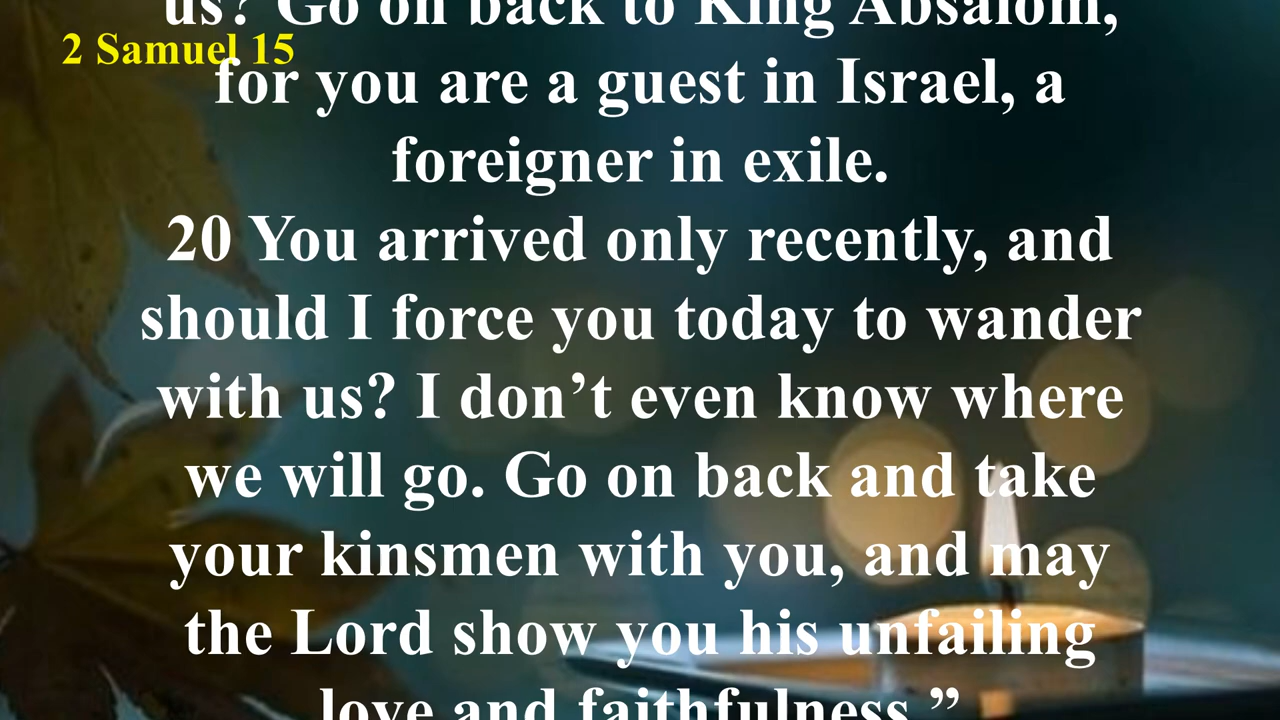 us? Go on back to King Absalom,
2 Samuel 15
for you are a guest in Israel, a
foreigner in exile.
20 You arrived only recently, and
should I force you today to wander
with us? I don’t even know where
we will go. Go on back and take
your kinsmen with you, and may
the Lord show you his unfailing
love and faithfulness.”